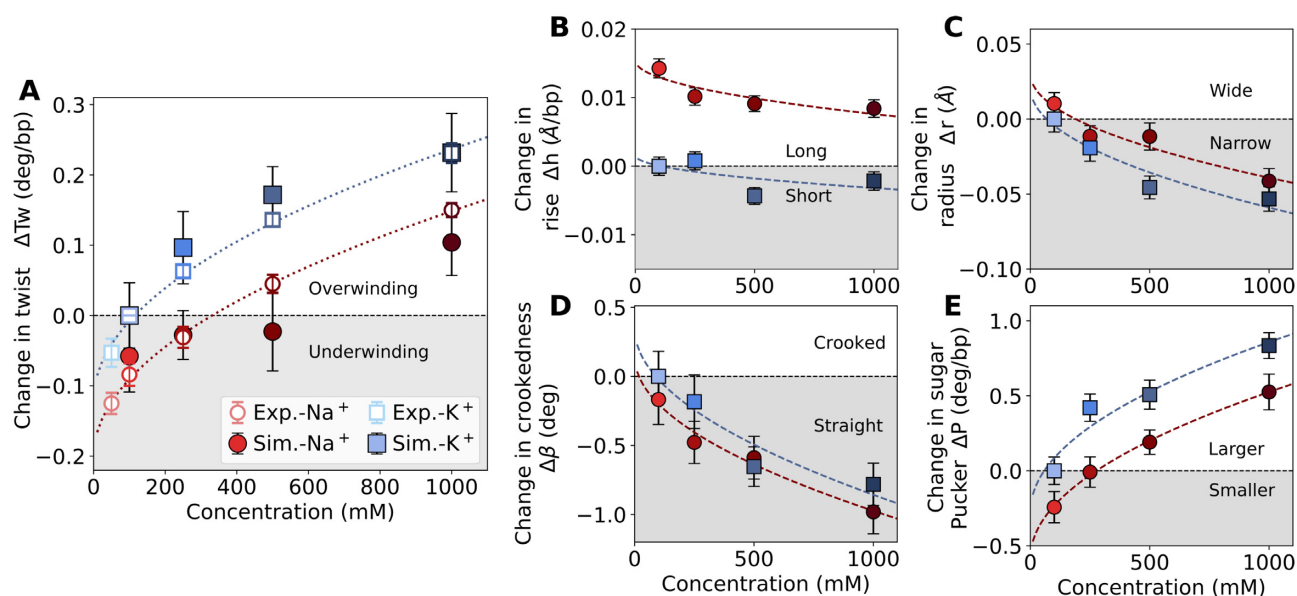 A
Change in twist ΔTw (deg/bp)
0.3
0.2
0.1
0.0
−0.1
−0.2
Overwinding
Underwinding
Exp.-Na⁺
Exp.-K⁺
Sim.-Na⁺
Sim.-K⁺
0 200 400 600 800 1000
Concentration (mM)
B
Change in
rise Δh (Å/bp)
0.02
0.01
0.00
−0.01
Long
Short
0 500 1000
C
Change in
radius Δr (Å)
0.05
0.00
−0.05
−0.10
Wide
Narrow
0 500 1000
D
Change in crookedness
Δβ (deg)
0.5
0.0
−0.5
−1.0
Crooked
Straight
0 500 1000
Concentration (mM)
E
Change in sugar
Pucker ΔP (deg/bp)
1.0
0.5
0.0
−0.5
Larger
Smaller
0 500 1000
Concentration (mM)